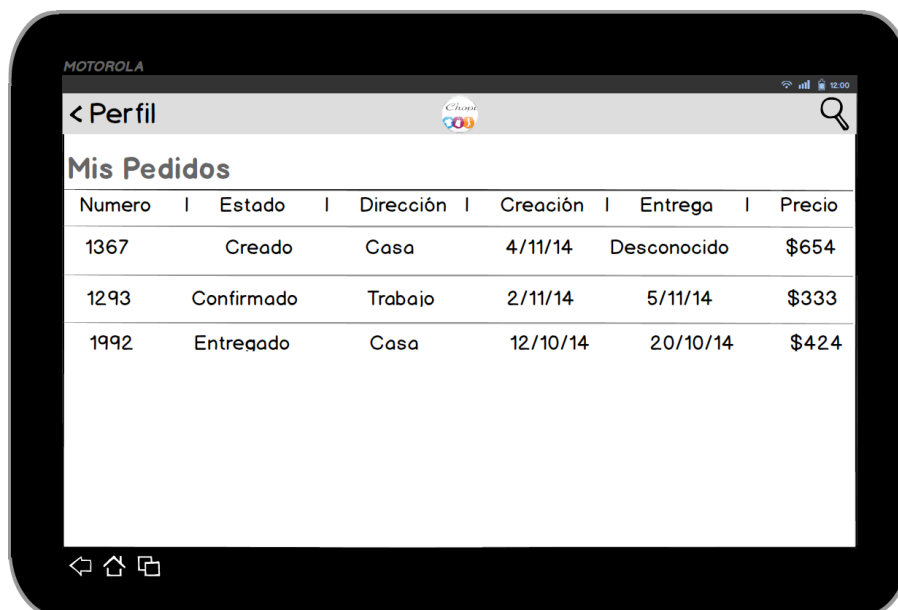 MOTOROLA
12:00
< Perfil
Chopi
Mis Pedidos
Numero | Estado | Dirección | Creación | Entrega | Precio
1367 Creado Casa 4/11/14 Desconocido $654
1293 Confirmado Trabajo 2/11/14 5/11/14 $333
1992 Entregado Casa 12/10/14 20/10/14 $424